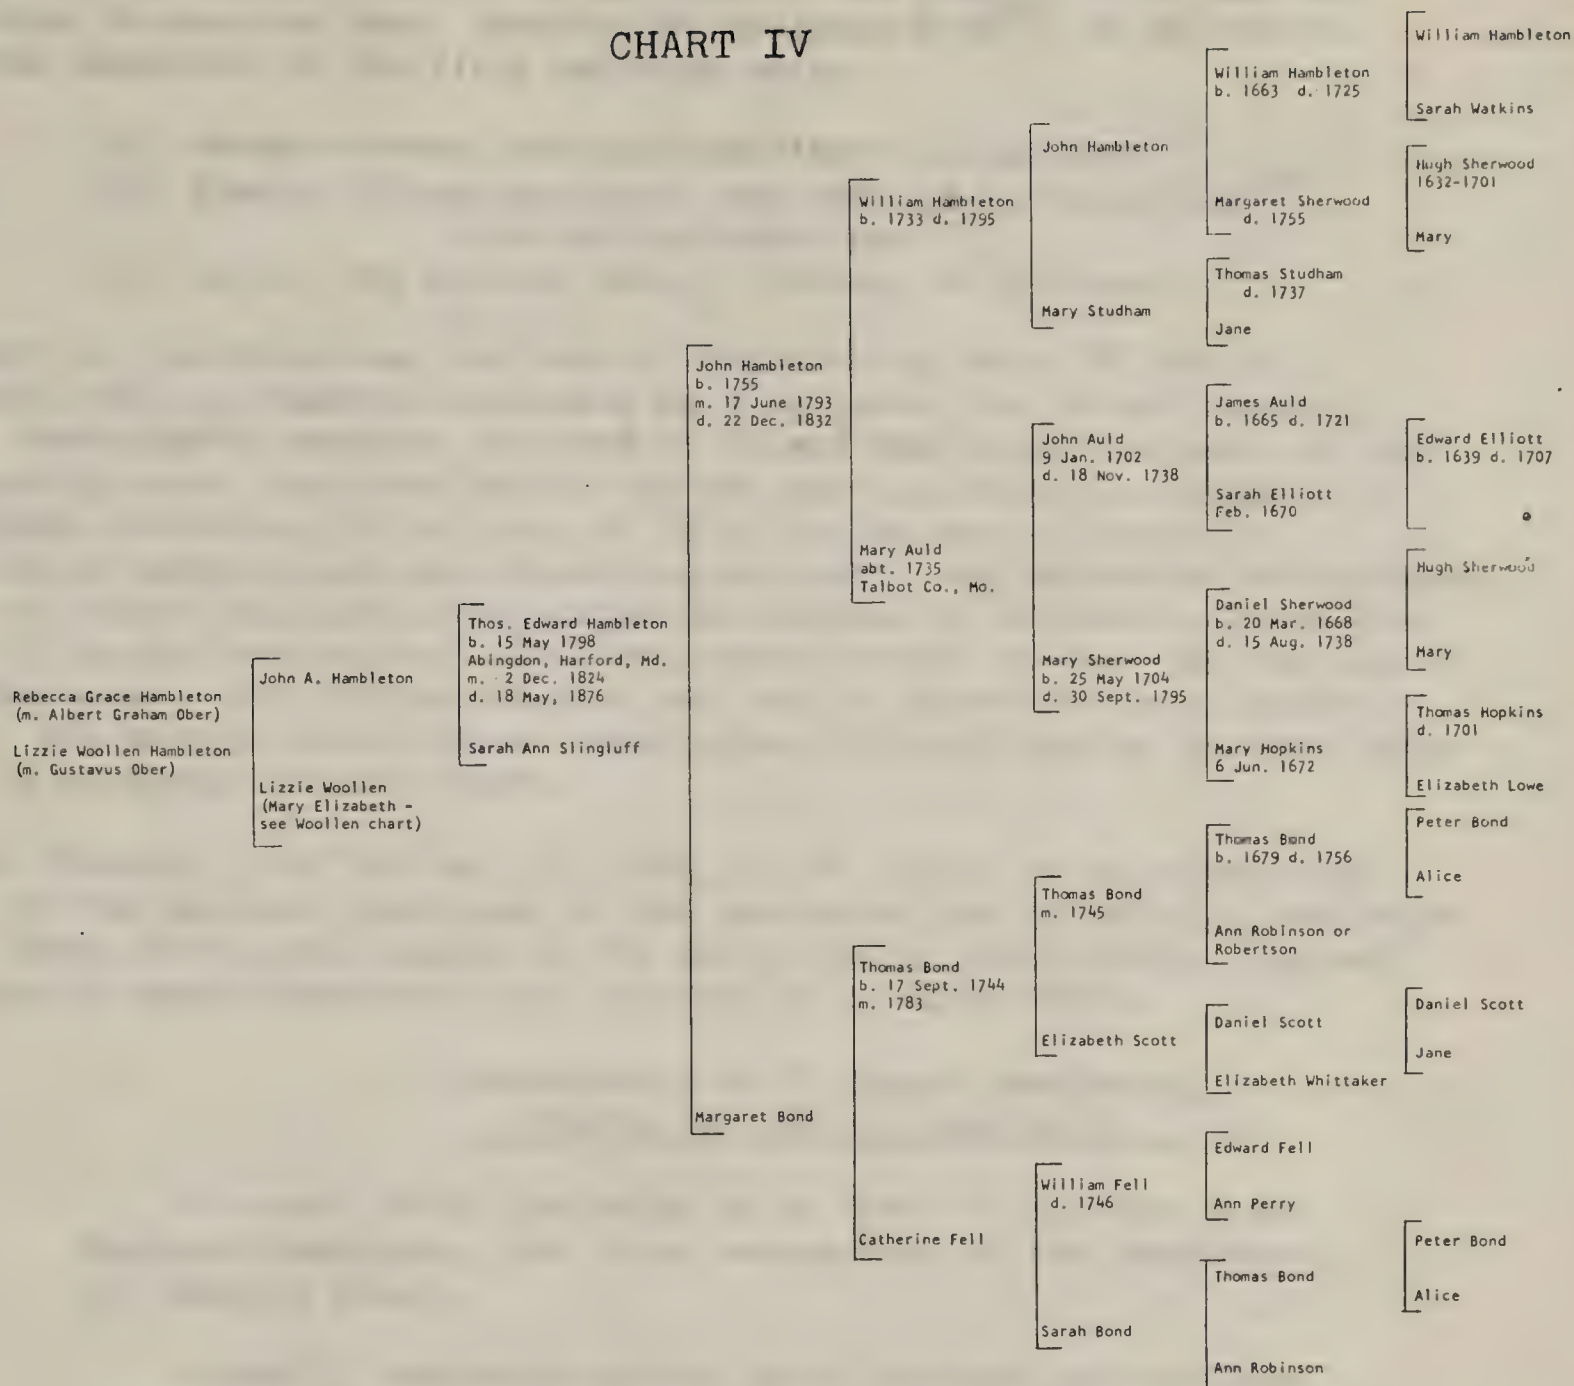 CHART IV
Rebecca Grace Hambleton
(m. Albert Graham Ober)
Lizzie Woollen Hambleton
(m. Gustavus Ober)
John A. Hambleton
Lizzie Woollen
(Mary Elizabeth -
see Woollen chart)
Thos. Edward Hambleton
b. 15 May 1798
Abingdon, Harford, Md.
m. 2 Dec. 1824
d. 18 May, 1876
Sarah Ann Slingluff
John Hambleton
b. 1755
m. 17 June 1793
d. 22 Dec. 1832
Margaret Bond
William Hambleton
b. 1733 d. 1795
Mary Auld
abt. 1735
Talbot Co., Mo.
Thomas Bond
b. 17 Sept. 1744
m. 1783
Catherine Fell
John Hambleton
Mary Studham
John Auld
9 Jan. 1702
d. 18 Nov. 1738
Mary Sherwood
b. 25 May 1704
d. 30 Sept. 1795
Thomas Bond
m. 1745
Elizabeth Scott
William Fell
d. 1746
Sarah Bond
William Hambleton
b. 1663 d. 1725
Margaret Sherwood
d. 1755
Thomas Studham
d. 1737
Jane
James Auld
b. 1665 d. 1721
Sarah Elliott
Feb. 1670
Daniel Sherwood
b. 20 Mar. 1668
d. 15 Aug. 1738
Mary Hopkins
6 Jun. 1672
Thomas Bond
b. 1679 d. 1756
Ann Robinson or
Robertson
Daniel Scott
Elizabeth Whittaker
Edward Fell
Ann Perry
Thomas Bond
Ann Robinson
William Hambleton
Sarah Watkins
Hugh Sherwood
1632-1701
Mary
Edward Elliott
b. 1639 d. 1707
Hugh Sherwood
Mary
Thomas Hopkins
d. 1701
Elizabeth Lowe
Peter Bond
Alice
Daniel Scott
Jane
Peter Bond
Alice